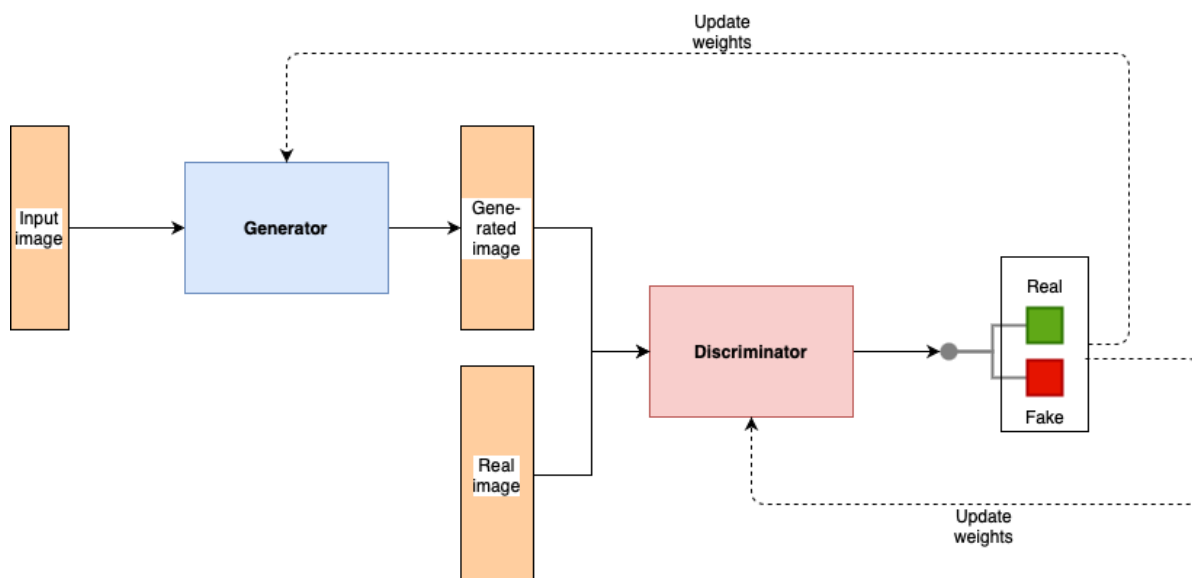 Update
weights
Input
image
Generator
Gene-
rated
image
Real
Discriminator
Fake
Real
image
Update
weights